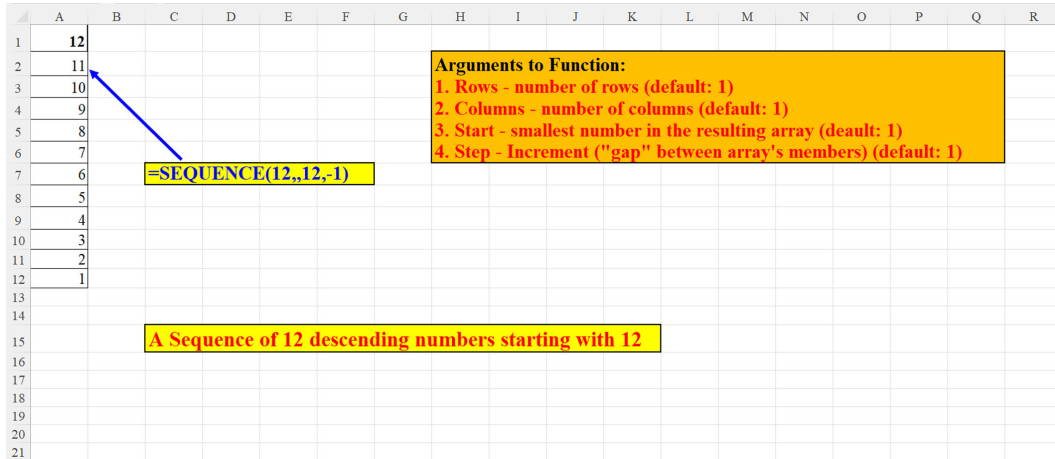 A B C D E F G H I J K L M N O P Q R
1 12
2 11 Arguments to Function:
3 10 1. Rows - number of rows (default: 1)
4 9 2. Columns - number of columns (default: 1)
5 8 3. Start - smallest number in the resulting array (deault: 1)
6 7 4. Step - Increment ("gap" between array's members) (default: 1)
7 6 =SEQUENCE(12,,12,-1)
8 5
9 4
10 3
11 2
12 1
13
14
15 A Sequence of 12 descending numbers starting with 12
16
17
18
19
20
21